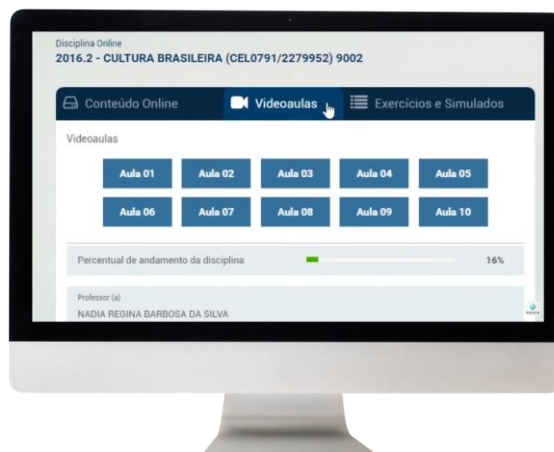 Disciplina Online
2016.2 - CULTURA BRASILEIRA (CEL0791/2279952) 9002
Conteúdo Online
Videoaulas
Exercícios e Simulados
Videoaulas
Aula 01 Aula 02 Aula 03 Aula 04 Aula 05
Aula 06 Aula 07 Aula 08 Aula 09 Aula 10
Percentual de andamento da disciplina 16%
Professor (a)
NADIA REGINA BARBOSA DA SILVA